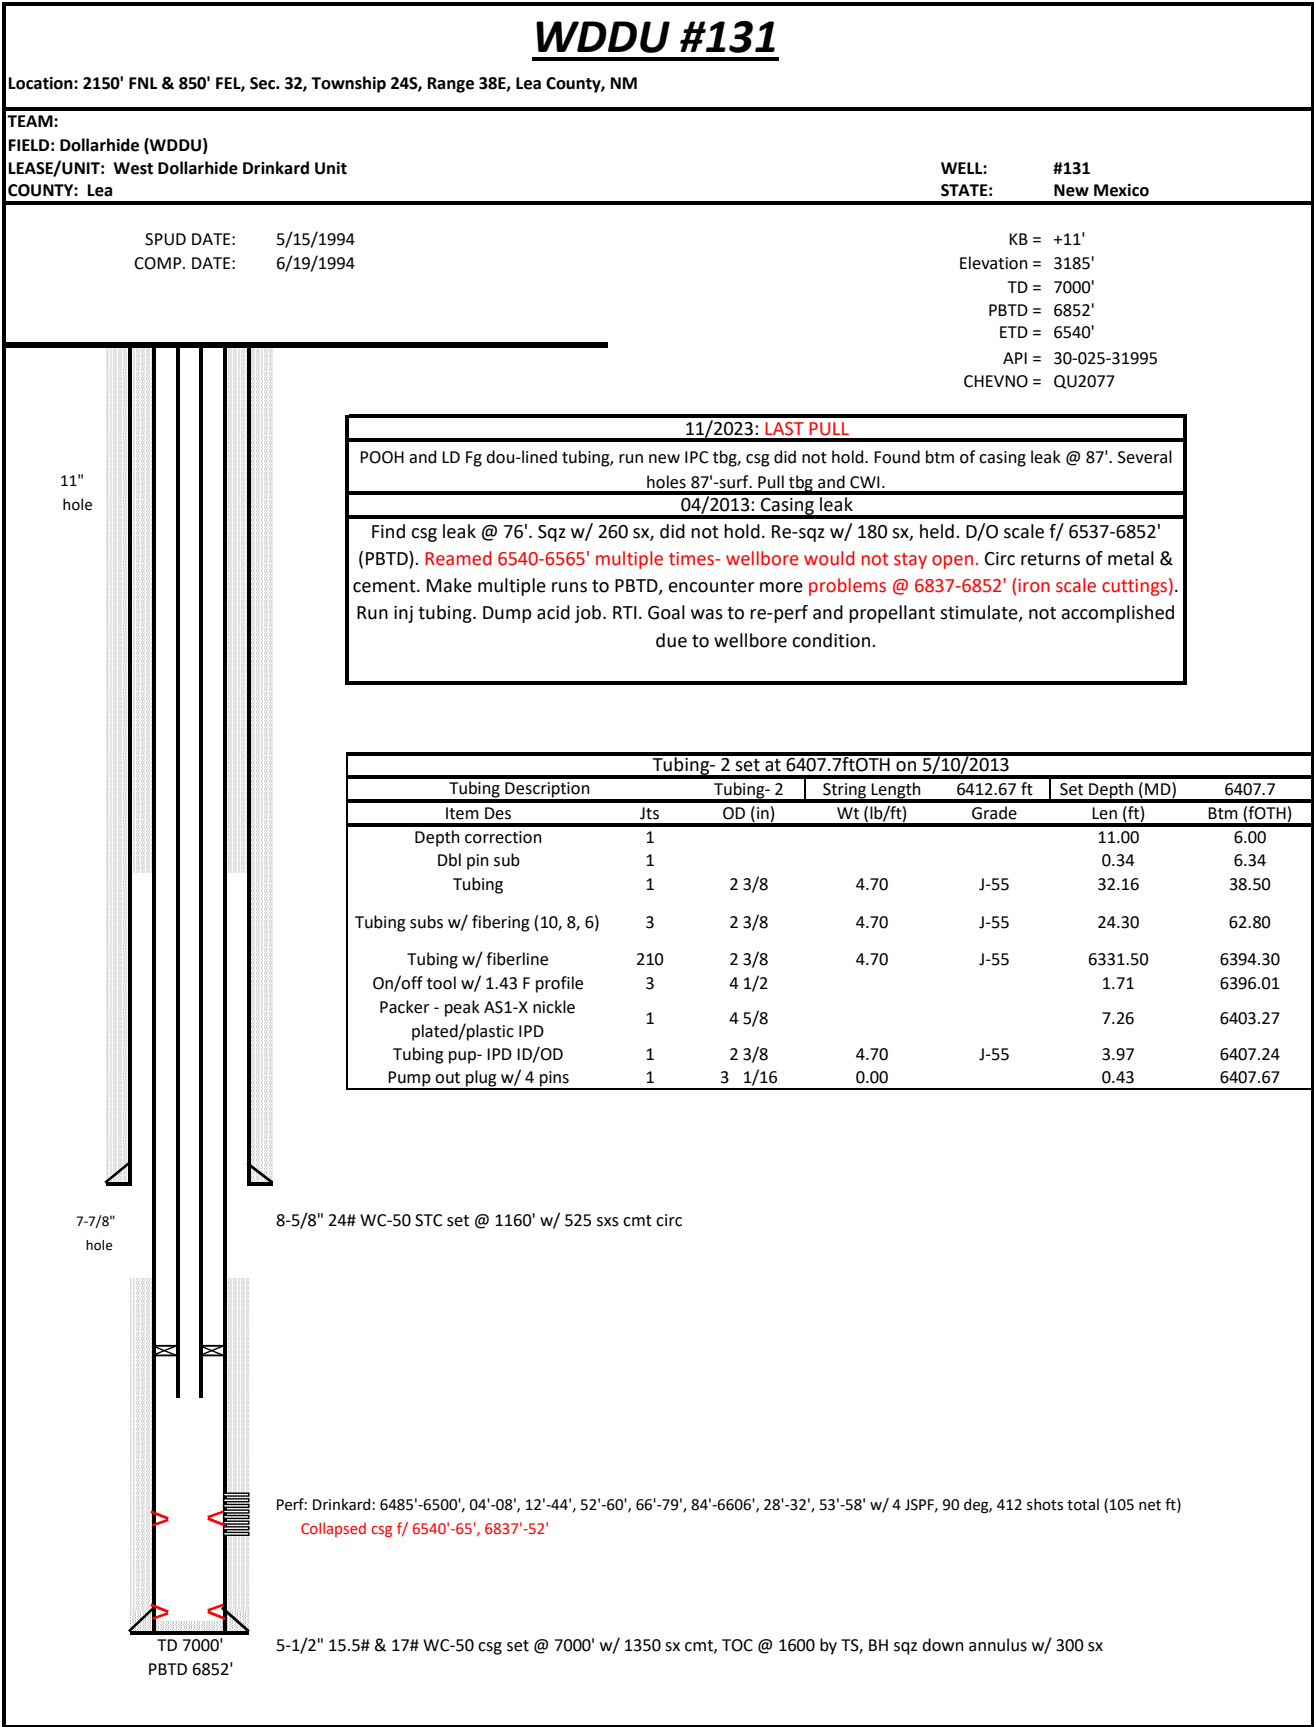 WDDU #131
Location: 2150' FNL & 850' FEL, Sec. 32, Township 24S, Range 38E, Lea County, NM
TEAM:
FIELD: Dollarhide (WDDU)
LEASE/UNIT: West Dollarhide Drinkard Unit WELL: #131
COUNTY: Lea STATE: New Mexico
SPUD DATE: 5/15/1994 KB = +11'
COMP. DATE: 6/19/1994 Elevation = 3185'
TD = 7000'
PBTD = 6852'
ETD = 6540'
API = 30-025-31995
CHEVNO = QU2077
11/2023: LAST PULL
POOH and LD Fg dou-lined tubing, run new IPC tbg, csg did not hold. Found btm of casing leak @ 87'. Several
holes 87'-surf. Pull tbg and CWI.
11"
hole
04/2013: Casing leak
Find csg leak @ 76'. Sqz w/ 260 sx, did not hold. Re-sqz w/ 180 sx, held. D/O scale f/ 6537-6852'
(PBTD). Reamed 6540-6565' multiple times- wellbore would not stay open. Circ returns of metal &
cement. Make multiple runs to PBTD, encounter more problems @ 6837-6852' (iron scale cuttings).
Run inj tubing. Dump acid job. RTI. Goal was to re-perf and propellant stimulate, not accomplished
due to wellbore condition.
Tubing- 2 set at 6407.7ftOTH on 5/10/2013
Tubing Description Tubing- 2 String Length 6412.67 ft Set Depth (MD) 6407.7
Item Des Jts OD (in) Wt (lb/ft) Grade Len (ft) Btm (fOTH)
Depth correction 1 11.00 6.00
Dbl pin sub 1 0.34 6.34
Tubing 1 2 3/8 4.70 J-55 32.16 38.50
Tubing subs w/ fibering (10, 8, 6) 3 2 3/8 4.70 J-55 24.30 62.80
Tubing w/ fiberline 210 2 3/8 4.70 J-55 6331.50 6394.30
On/off tool w/ 1.43 F profile 3 4 1/2 1.71 6396.01
Packer - peak AS1-X nickle
plated/plastic IPD 1 4 5/8 7.26 6403.27
Tubing pup- IPD ID/OD 1 2 3/8 4.70 J-55 3.97 6407.24
Pump out plug w/ 4 pins 1 3 1/16 0.00 0.43 6407.67
7-7/8"
hole
8-5/8" 24# WC-50 STC set @ 1160' w/ 525 sxs cmt circ
Perf: Drinkard: 6485'-6500', 04'-08', 12'-44', 52'-60', 66'-79', 84'-6606', 28'-32', 53'-58' w/ 4 JSPF, 90 deg, 412 shots total (105 net ft)
Collapsed csg f/ 6540'-65', 6837'-52'
TD 7000'
PBTD 6852'
5-1/2" 15.5# & 17# WC-50 csg set @ 7000' w/ 1350 sx cmt, TOC @ 1600 by TS, BH sqz down annulus w/ 300 sx